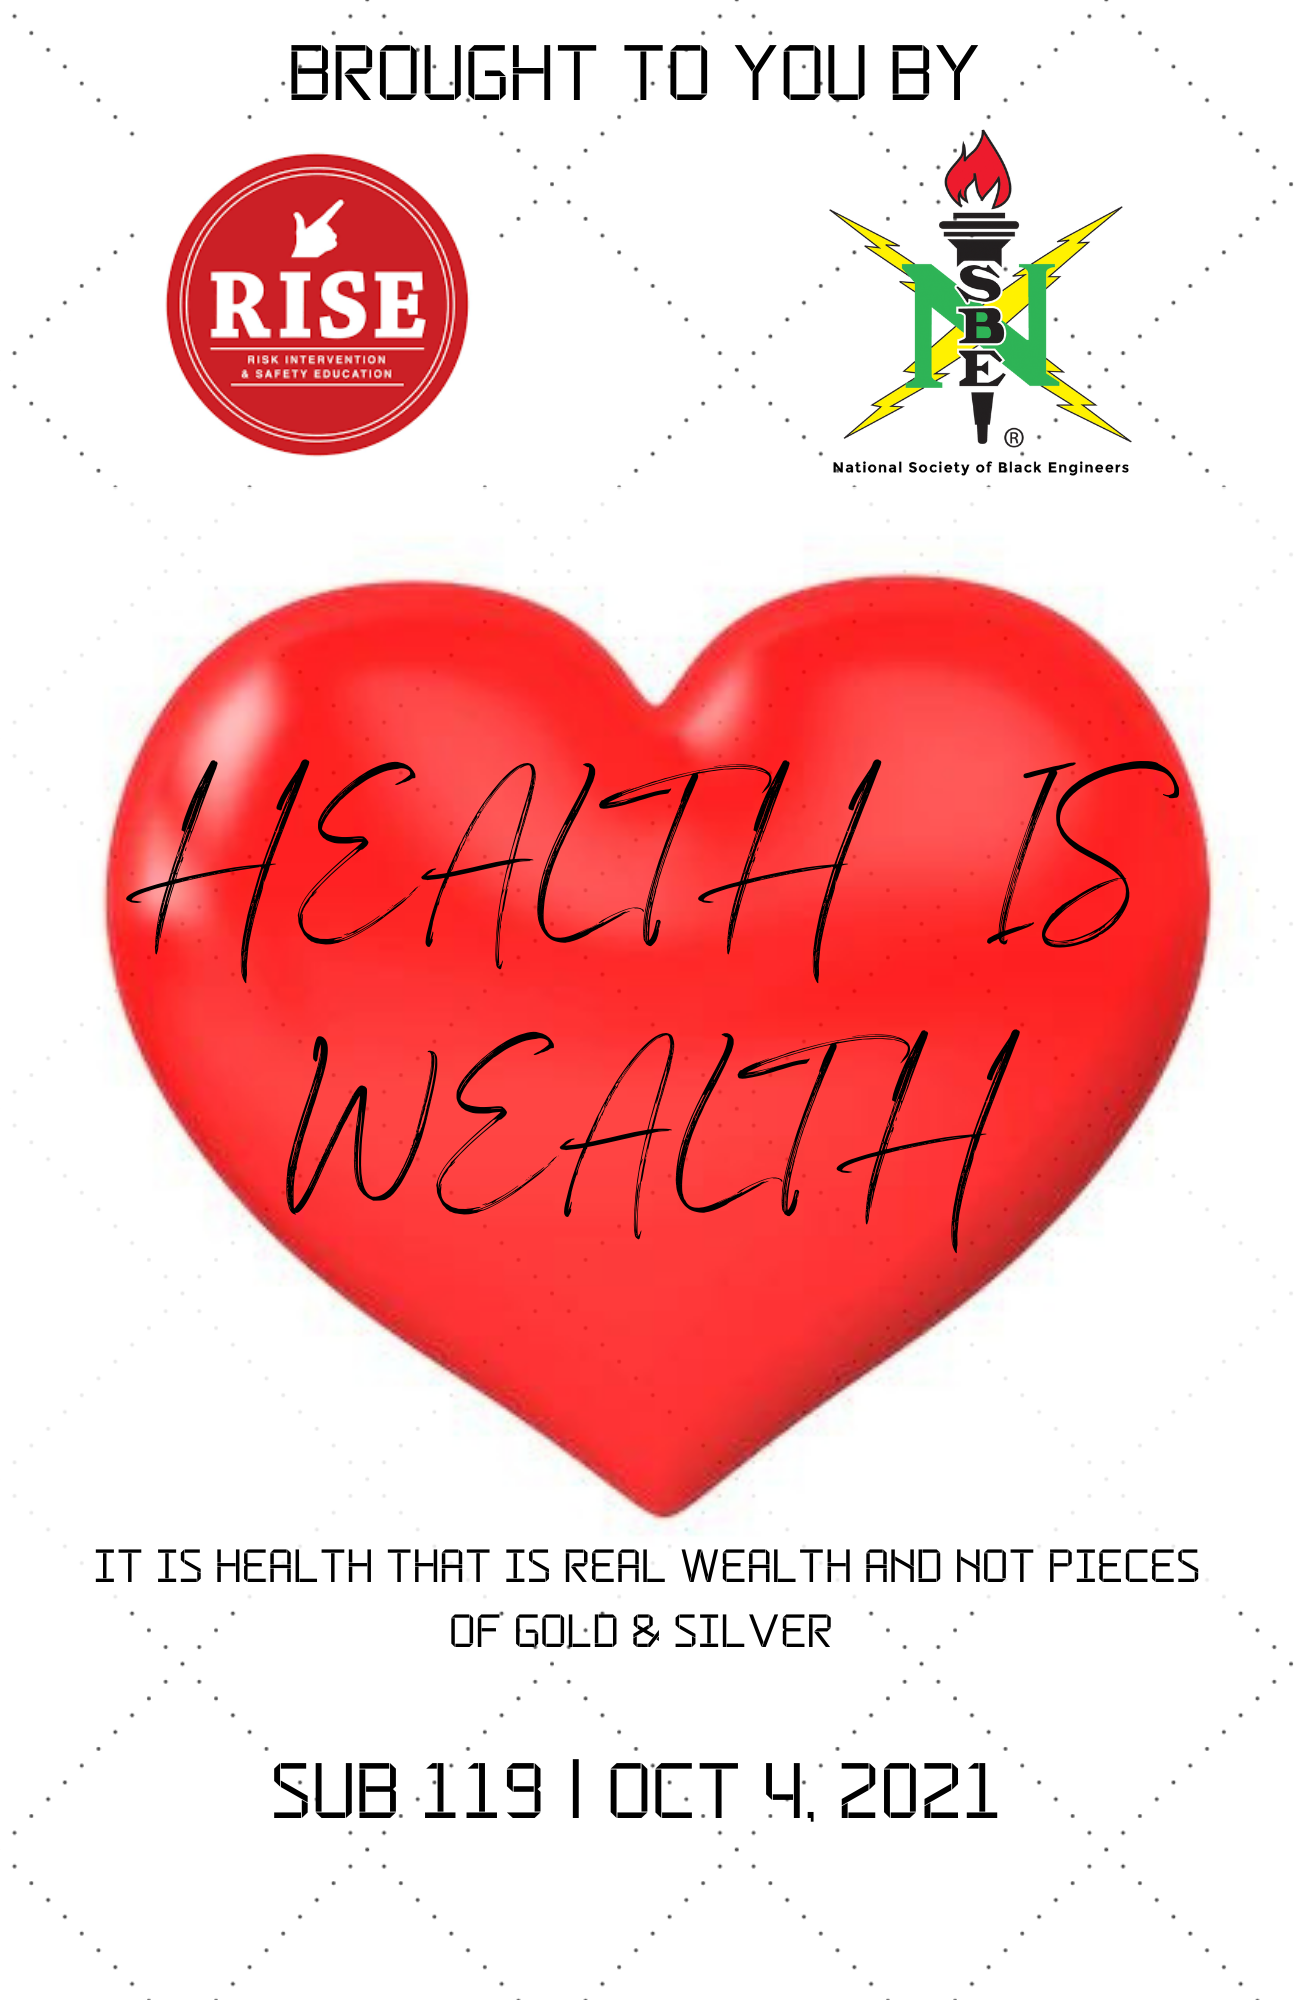 BROUGHT TO YOU BY
RISE
RISK INTERVENTION
& SAFETY EDUCATION
NSBE
®
National Society of Black Engineers
HEALTH IS
WEALTH
IT IS HEALTH THAT IS REAL WEALTH AND NOT PIECES
OF GOLD & SILVER
SUB 119 | OCT 4, 2021